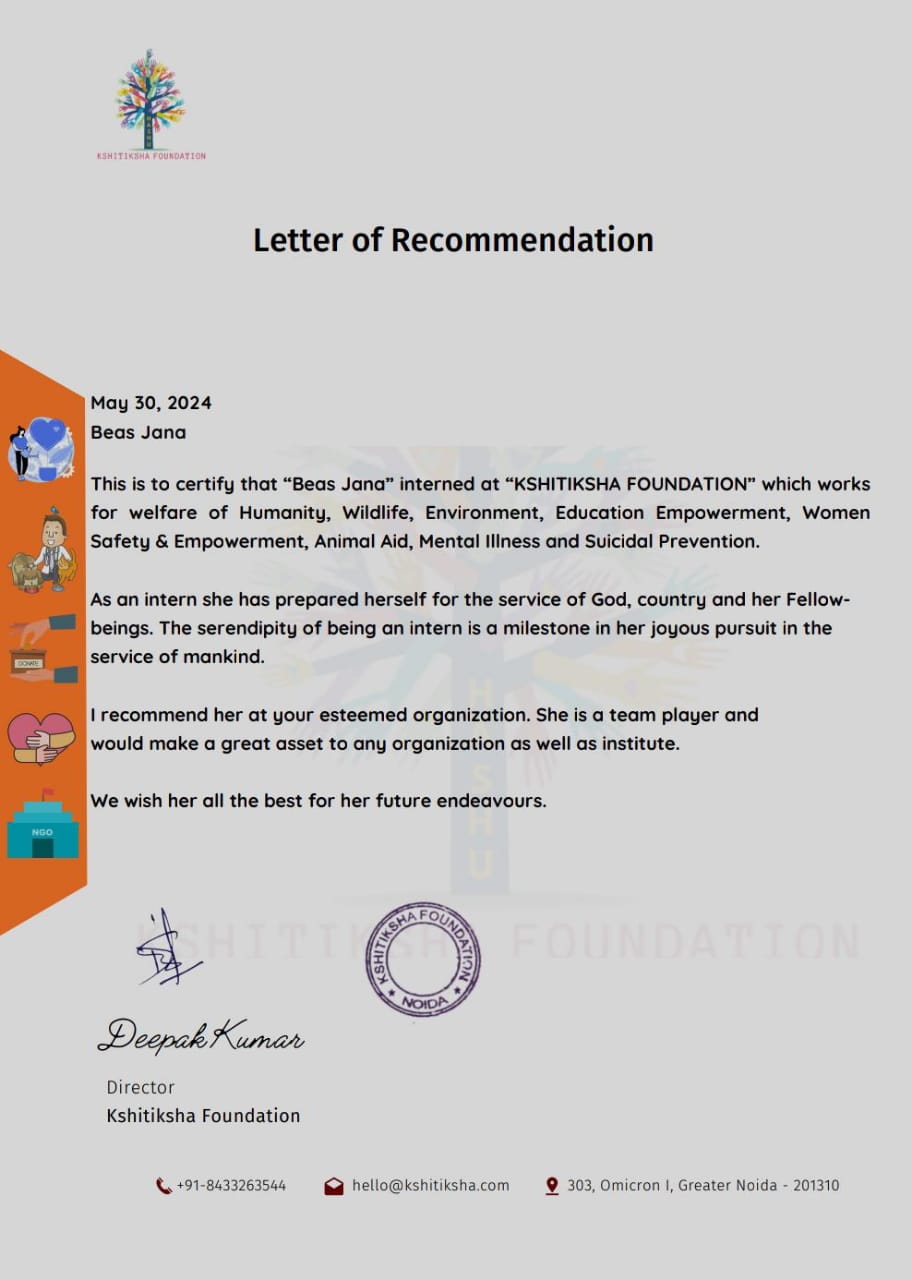 KSHITIKSHA FOUNDATION
Letter of Recommendation
May 30, 2024
Beas Jana
This is to certify that “Beas Jana” interned at “KSHITIKSHA FOUNDATION” which works
for welfare of Humanity, Wildlife, Environment, Education Empowerment, Women
Safety & Empowerment, Animal Aid, Mental Illness and Suicidal Prevention.
As an intern she has prepared herself for the service of God, country and her Fellow-
beings. The serendipity of being an intern is a milestone in her joyous pursuit in the
service of mankind.
DONATE
I recommend her at your esteemed organization. She is a team player and
would make a great asset to any organization as well as institute.
We wish her all the best for her future endeavours.
NGO
KSHITIKSHA FOUNDATION
KSHITIKSHA FOUNDATION
NOIDA
Deepak Kumar
Director
Kshitiksha Foundation
+91-8433263544
hello@kshitiksha.com
303, Omicron I, Greater Noida - 201310